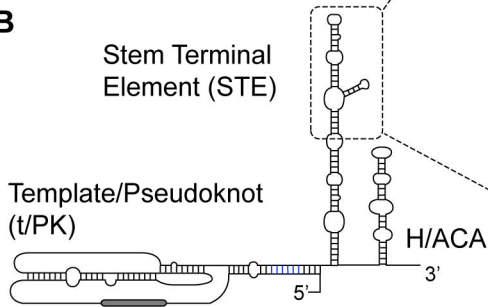 B
Stem Terminal
Element (STE)
Template/Pseudoknot
(t/PK)
H/ACA
3'
5'